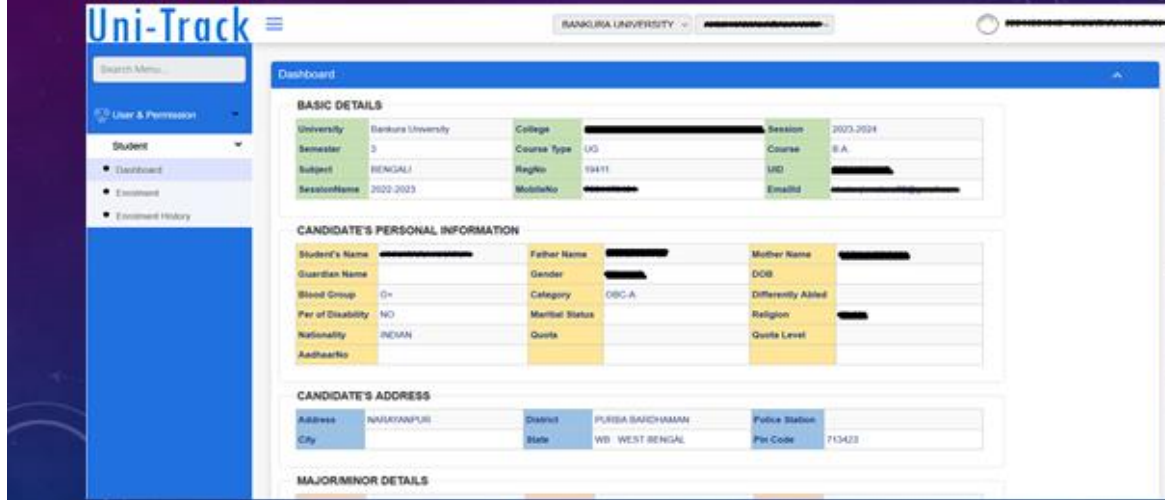 Uni-Track
BANKURA UNIVERSITY
Search Menu...
Dashboard
User & Permission
Student
Dashboard
Enrolment
Enrolment History
BASIC DETAILS
University Bankura University College Session 2023-2024
Semester 3 Course Type UG Course B.A.
Subject BENGALI RegNo 19411 UID
SessionName 2022-2023 MobileNo EmailId
CANDIDATE'S PERSONAL INFORMATION
Student's Name Father Name Mother Name
Guardian Name Gender DOB
Blood Group O+ Category OBC-A Differently Abled
Per of Disability NO Marital Status Religion
Nationality INDIAN Quota Quota Level
AadhaarNo
CANDIDATE'S ADDRESS
Address NARAYANPUR District PURBA BARDHAMAN Police Station
City State WB WEST BENGAL Pin Code 713423
MAJOR/MINOR DETAILS